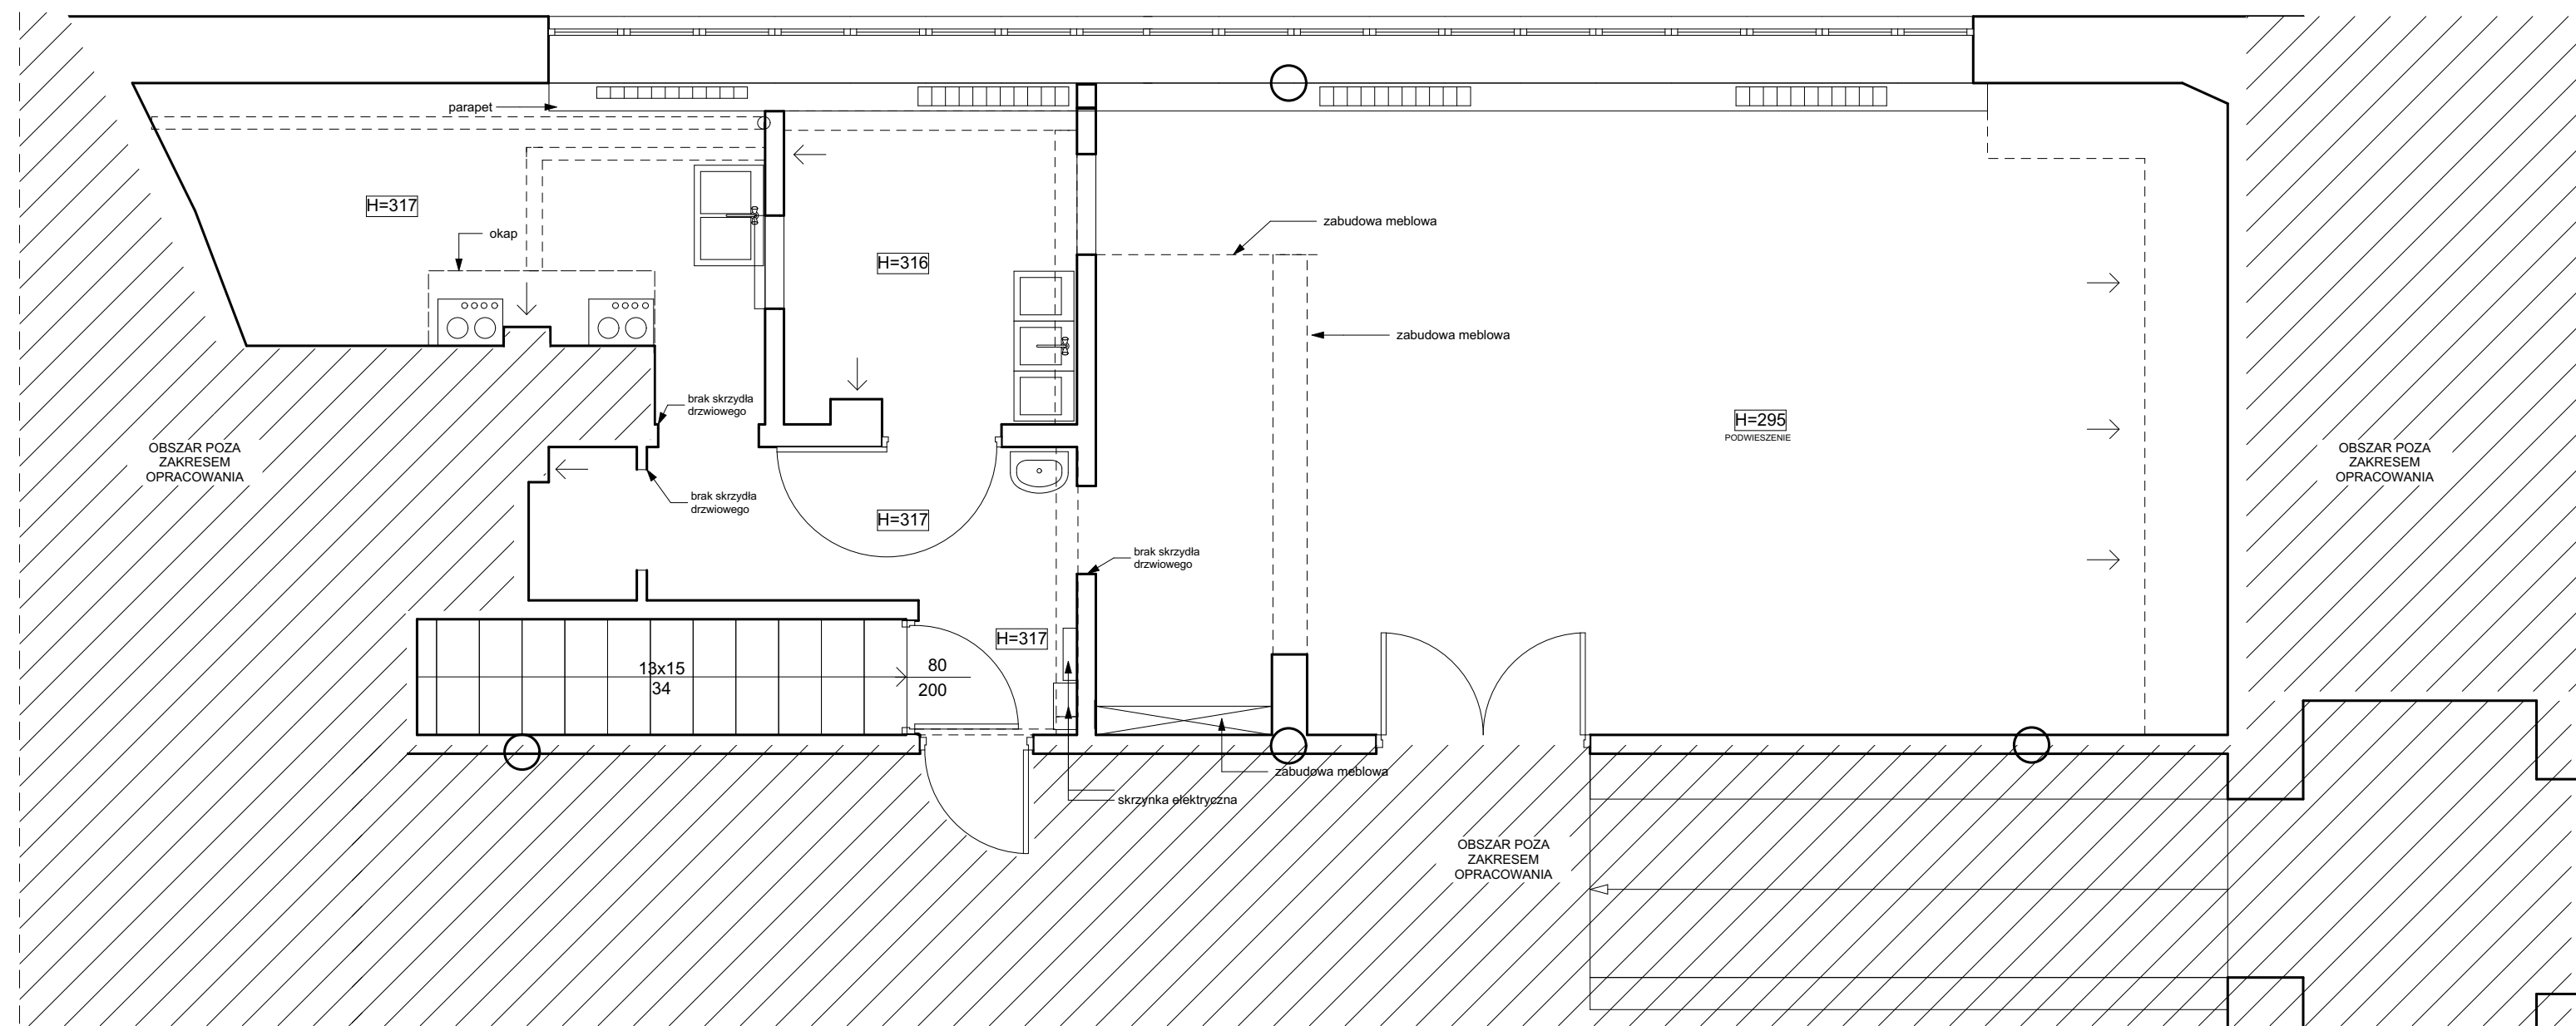 parapet
H=317
okap
H=316
zabudowa meblowa
zabudowa meblowa
brak skrzydła
drzwiowego
H=295
PODWIESZENIE
OBSZAR POZA
ZAKRESEM
OPRACOWANIA
OBSZAR POZA
ZAKRESEM
OPRACOWANIA
brak skrzydła
drzwiowego
H=317
brak skrzydła
drzwiowego
H=317
13x15
34
80
200
zabudowa meblowa
skrzynka elektryczna
OBSZAR POZA
ZAKRESEM
OPRACOWANIA